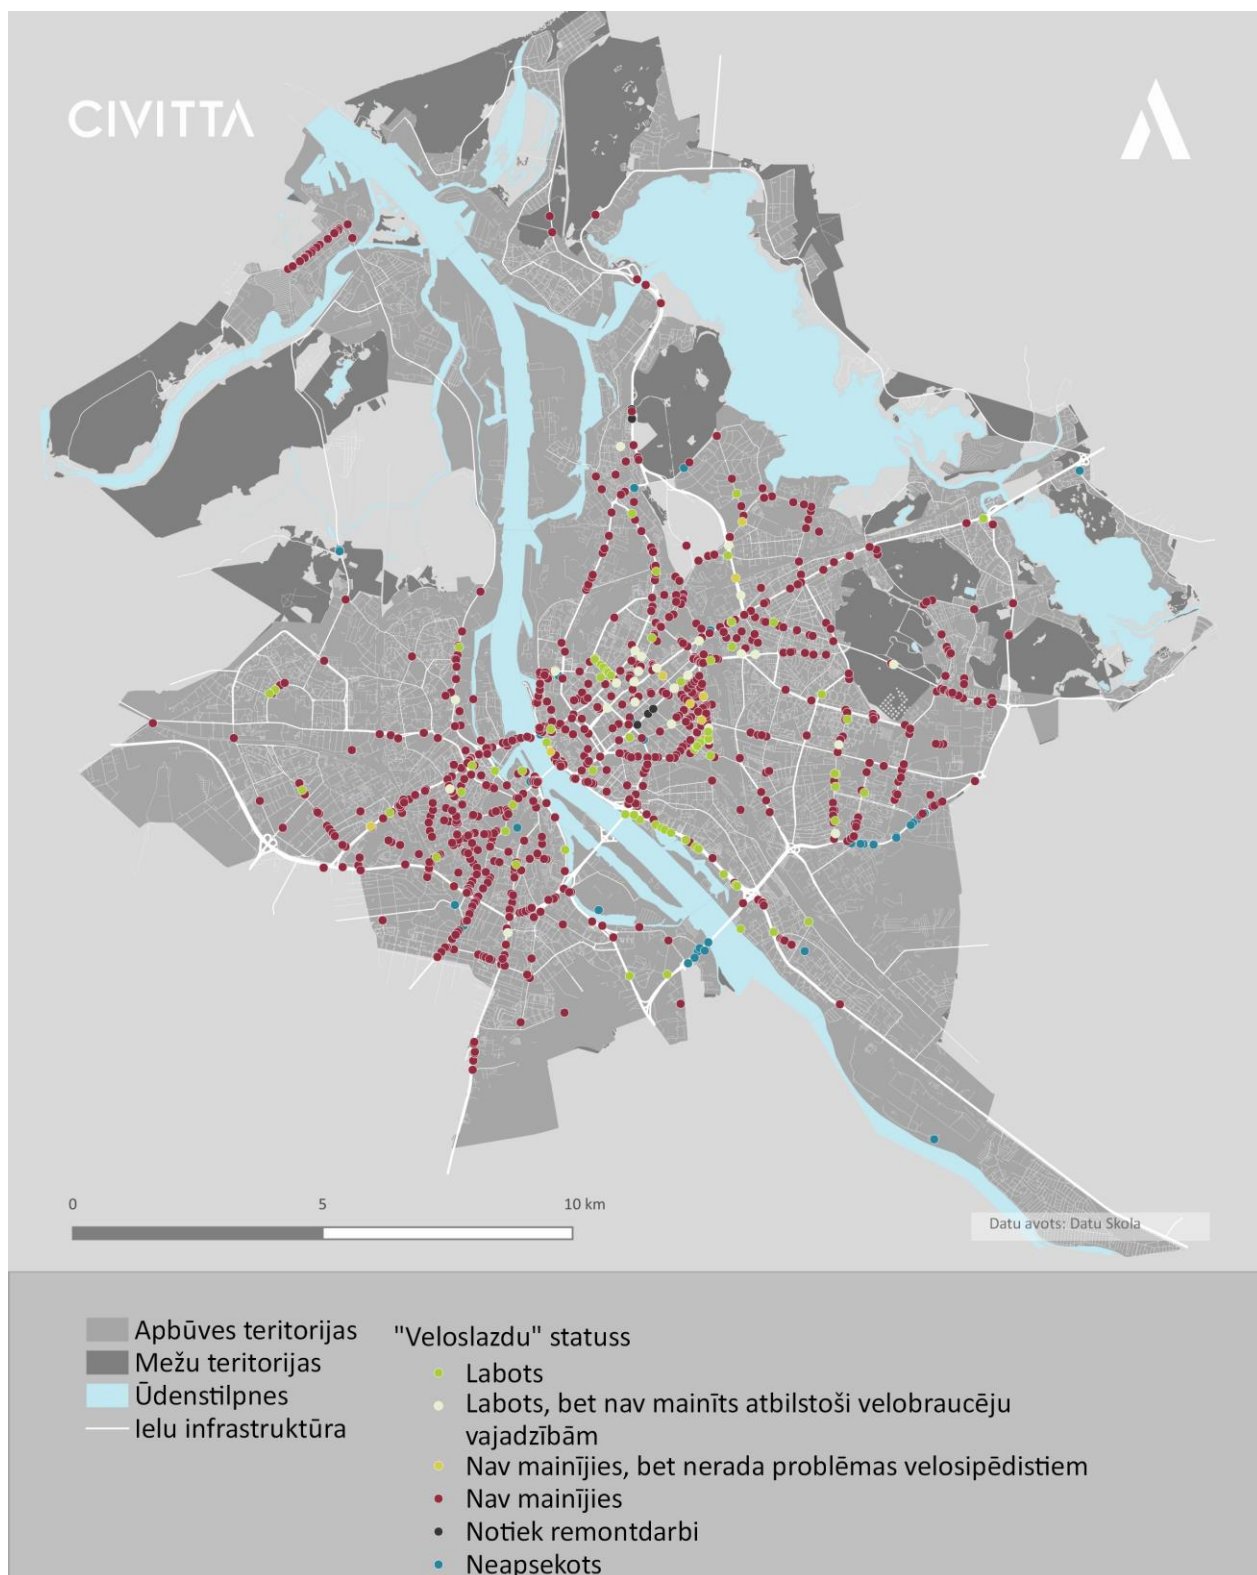 CIVITTA
0 5 10 km
Datu avots: Datu Skola
Apbūves teritorijas
Mežu teritorijas
Ūdenstilpnes
Ielu infrastruktūra
"Veloslazdu" statuss
Labots
Labots, bet nav mainīts atbilstoši velobraucēju
vajadzībām
Nav mainījies, bet nerada problēmas velosipēdistiem
Nav mainījies
Notiek remontdarbi
Neapsekots